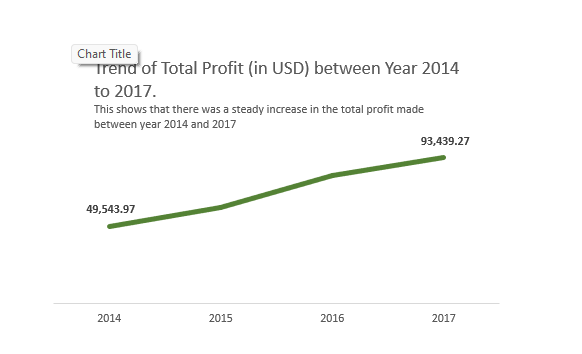 Chart Title
Trend of Total Profit (in USD) between Year 2014
to 2017.
This shows that there was a steady increase in the total profit made
between year 2014 and 2017
93,439.27
49,543.97
2014 2015 2016 2017